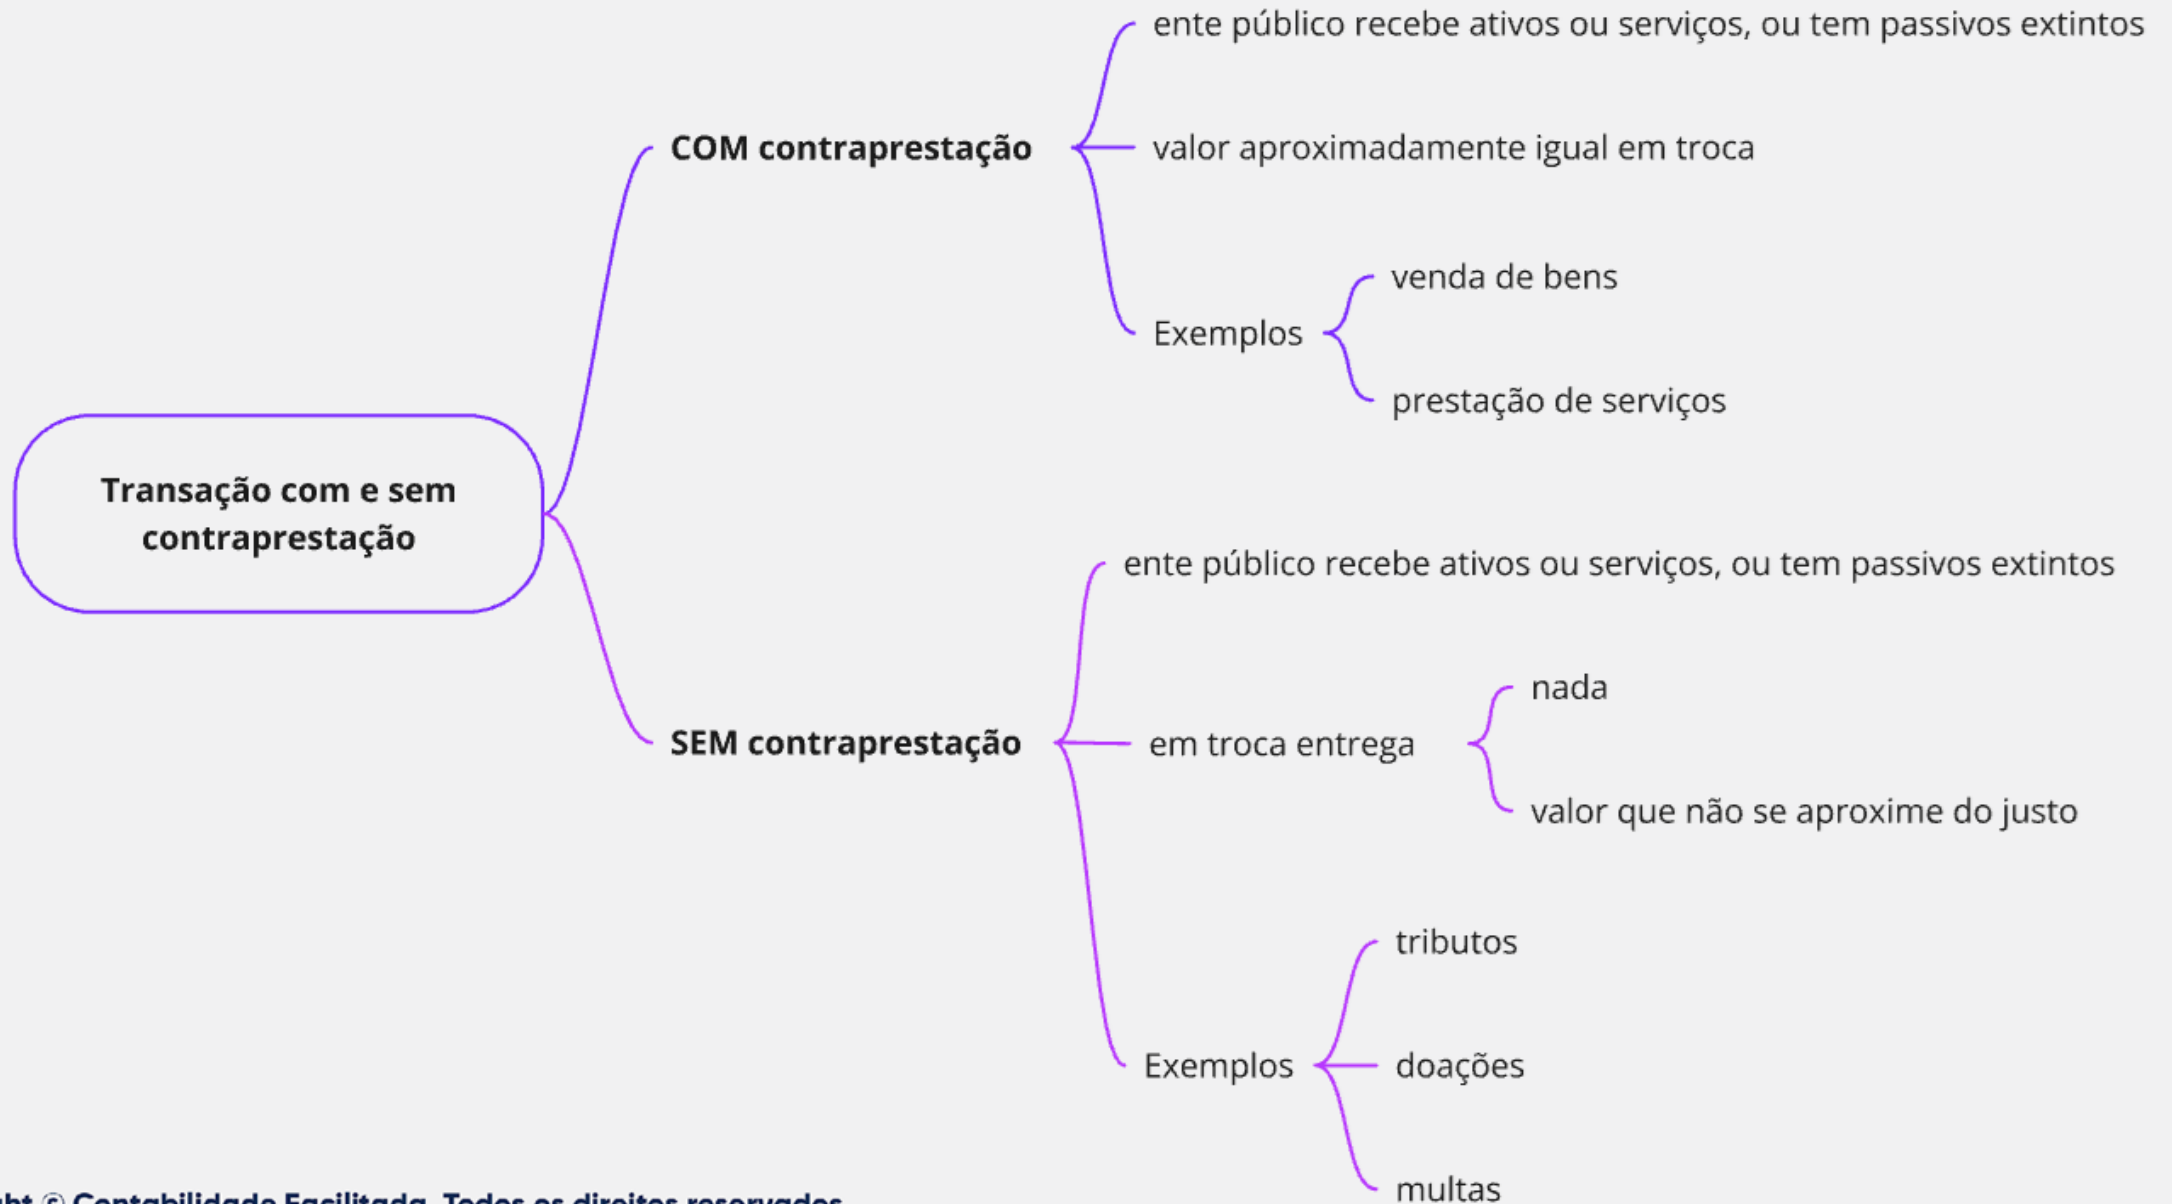 ente público recebe ativos ou serviços, ou tem passivos extintos
COM contraprestação
valor aproximadamente igual em troca
venda de bens
Exemplos
prestação de serviços
Transação com e sem
contraprestação
ente público recebe ativos ou serviços, ou tem passivos extintos
nada
SEM contraprestação
em troca entrega
valor que não se aproxime do justo
tributos
Exemplos
doações
multas
© Contabilidade Facilitada. Todos os direitos reservados